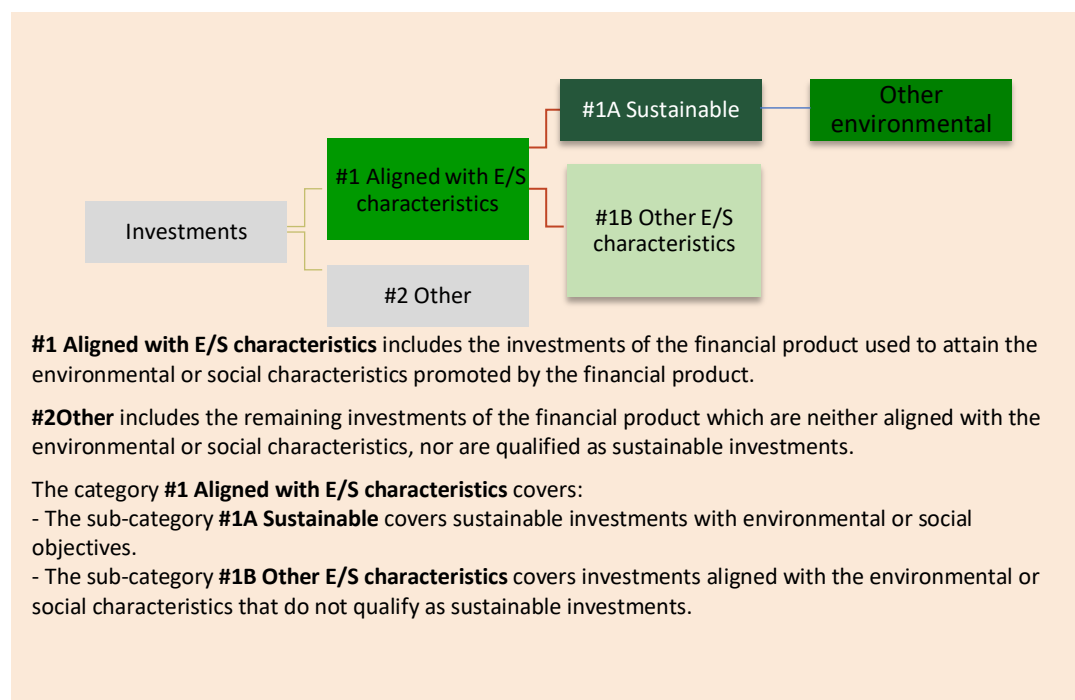 #1A Sustainable
Other
environmental
#1 Aligned with E/S
characteristics
#1B Other E/S
characteristics
Investments
#2 Other
#1 Aligned with E/S characteristics includes the investments of the financial product used to attain the
environmental or social characteristics promoted by the financial product.
#2Other includes the remaining investments of the financial product which are neither aligned with the
environmental or social characteristics, nor are qualified as sustainable investments.
The category #1 Aligned with E/S characteristics covers:
- The sub-category #1A Sustainable covers sustainable investments with environmental or social
objectives.
- The sub-category #1B Other E/S characteristics covers investments aligned with the environmental or
social characteristics that do not qualify as sustainable investments.